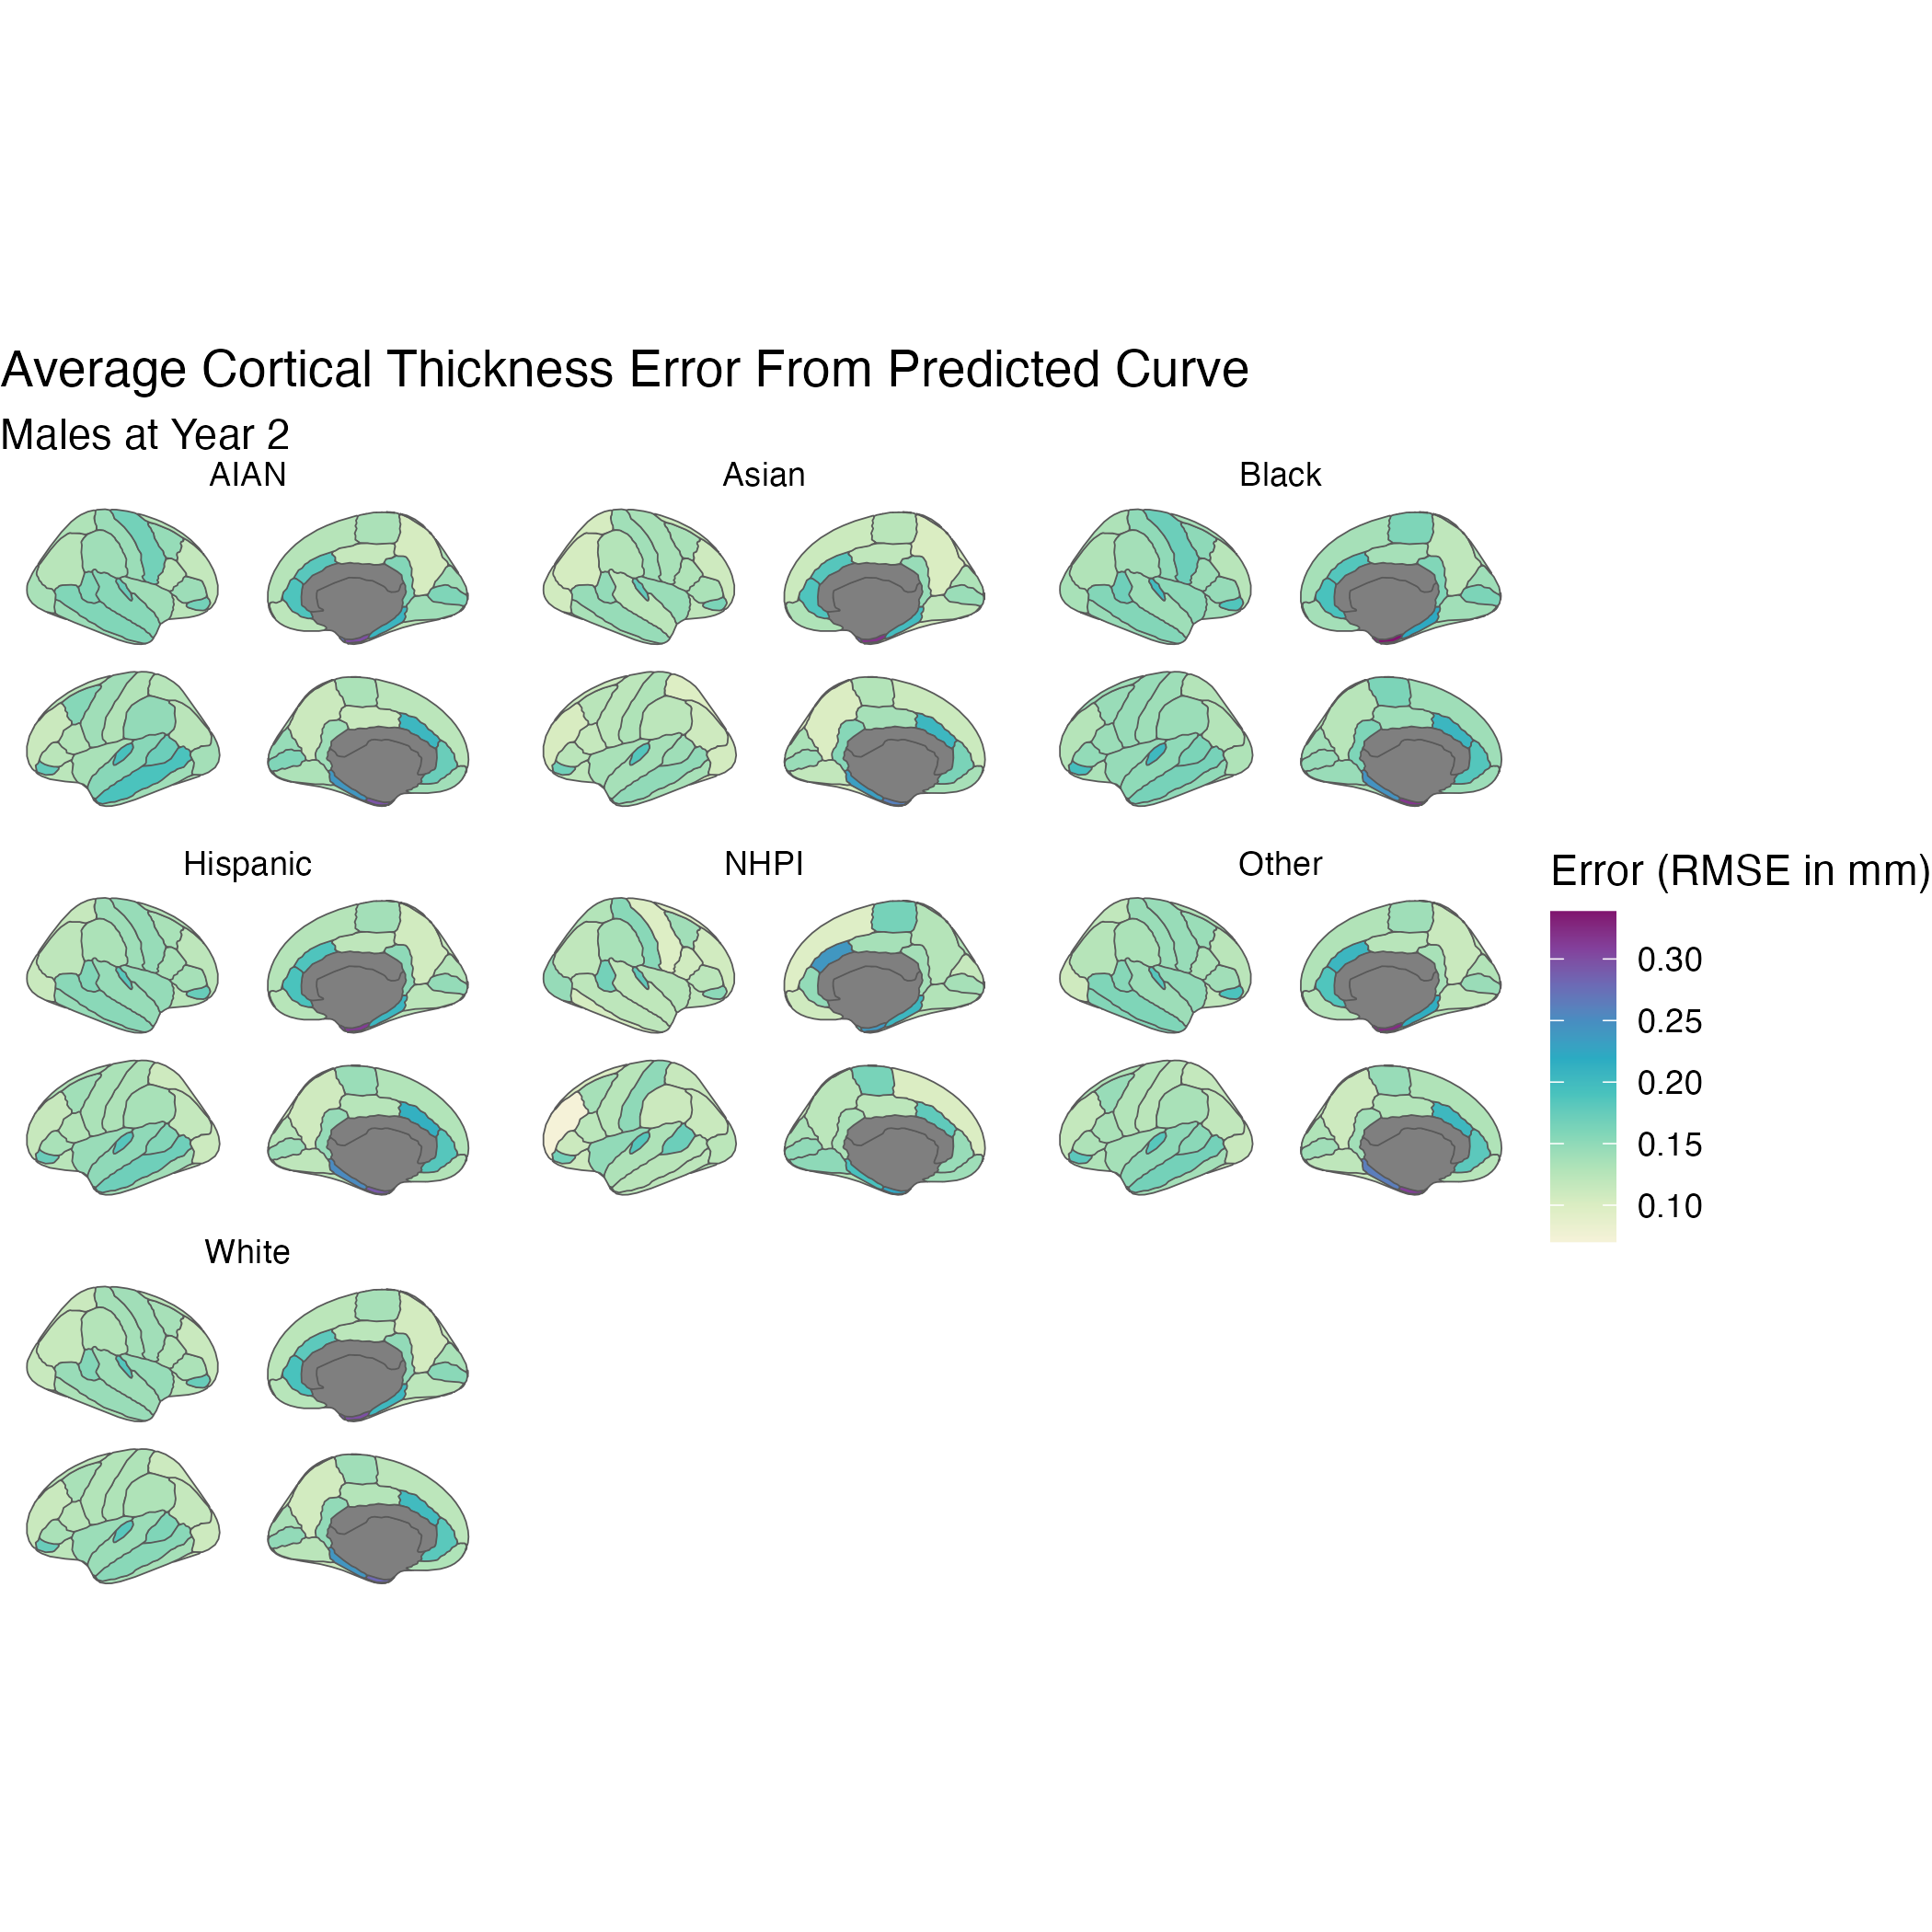 Average Cortical Thickness Error From Predicted Curve
Males at Year 2
AIAN
Asian
Black
Hispanic
NHPI
Other
White
Error (RMSE in mm)
0.30
0.25
0.20
0.15
0.10